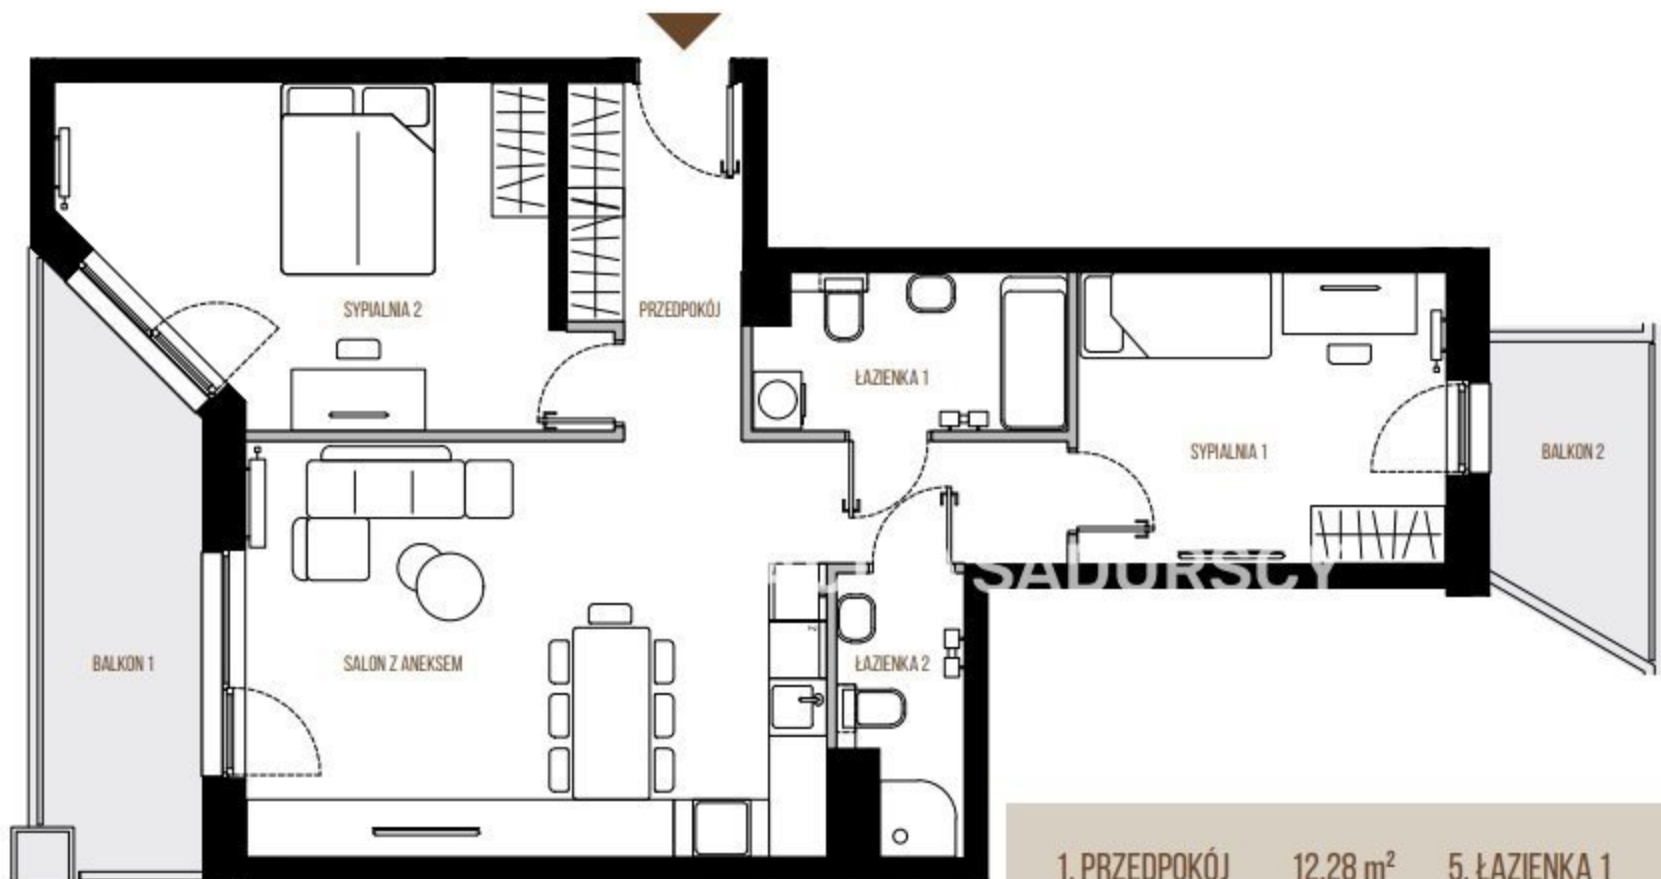 SYPIALNIA 2
PRZEDPOKÓJ
ŁAZIENKA 1
SYPIALNIA 1
BALKON 2
SADURSCY
BALKON 1
SALON Z ANEKSEM
ŁAZIENKA 2
1. PRZEDPOKÓJ 12,28 m² 5. ŁAZIENKA 1